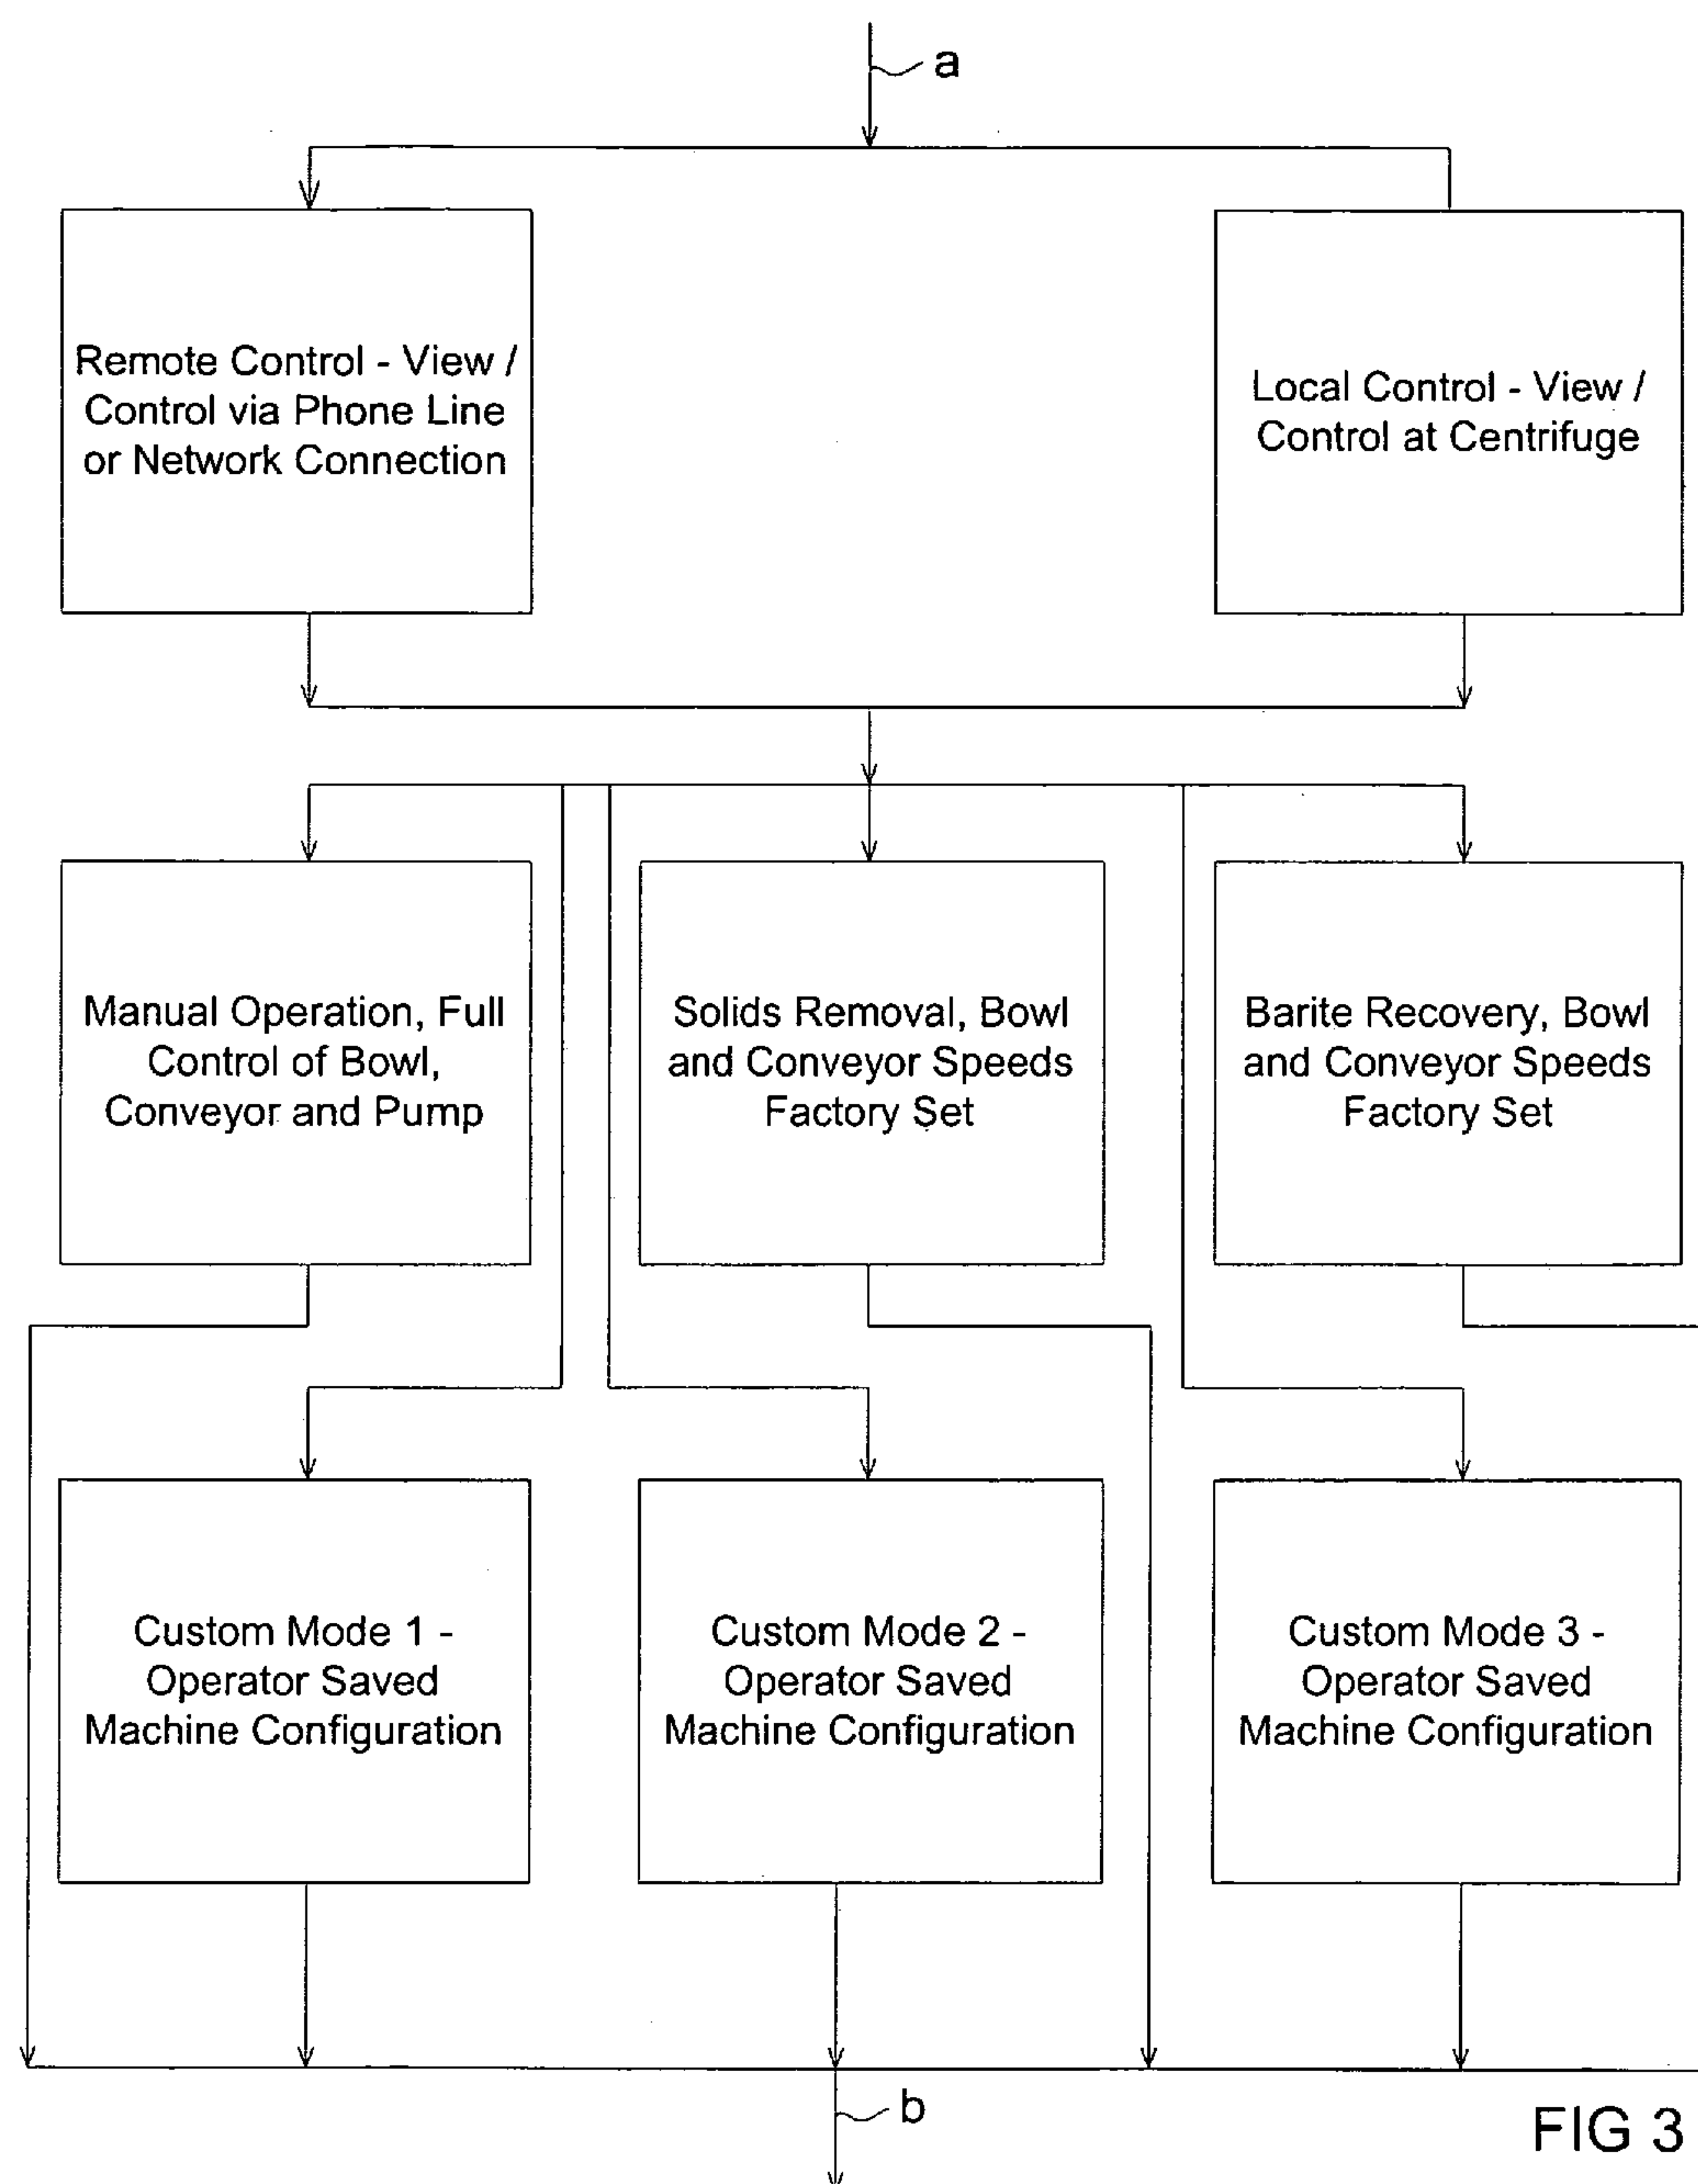 a
Remote Control - View /
Control via Phone Line
or Network Connection
Local Control - View /
Control at Centrifuge
Manual Operation, Full
Control of Bowl,
Conveyor and Pump
Solids Removal, Bowl
and Conveyor Speeds
Factory Set
Barite Recovery, Bowl
and Conveyor Speeds
Factory Set
Custom Mode 1 -
Operator Saved
Machine Configuration
Custom Mode 2 -
Operator Saved
Machine Configuration
Custom Mode 3 -
Operator Saved
Machine Configuration
b
FIG 3